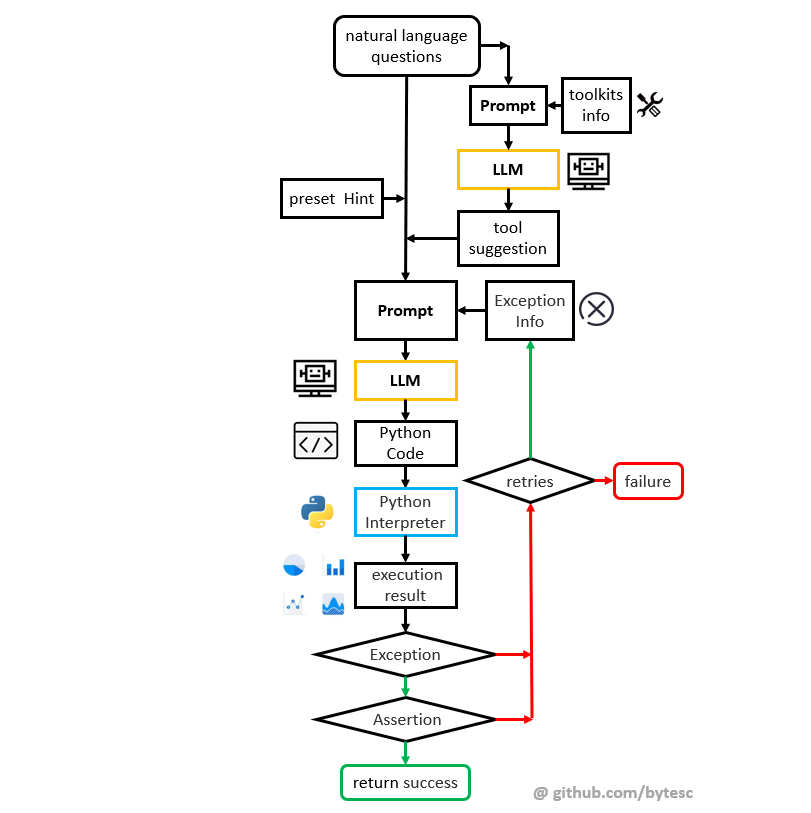 natural language
questions
Prompt
toolkits
info
LLM
preset Hint
tool
suggestion
Prompt
Exception
Info
LLM
</>
Python
Code
retries
failure
Python
Interpreter
execution
result
Exception
Assertion
return success
@ github.com/bytesc